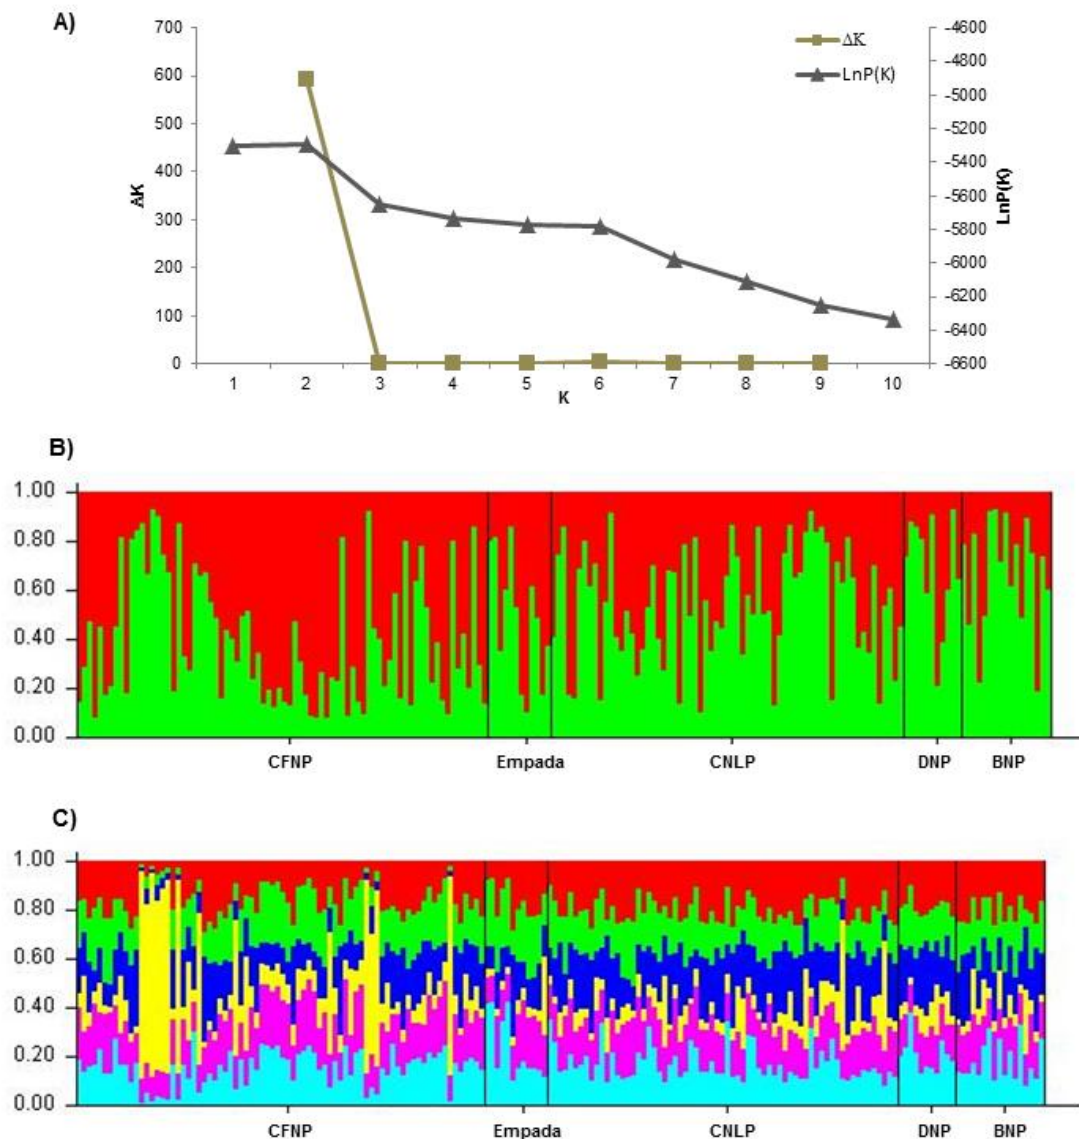 A)
700
600
500
400
300
200
100
0
ΔK
ΔK
LnP(K)
-4600
-4800
-5000
-5200
-5400
-5600
-5800
-6000
-6200
-6400
-6600
LnP(K)
1 2 3 4 5 6 7 8 9 10
K
B)
1.00
0.80
0.60
0.40
0.20
0.00
CFNP Empada CNLP DNP BNP
C)
1.00
0.80
0.60
0.40
0.20
0.00
CFNP Empada CNLP DNP BNP